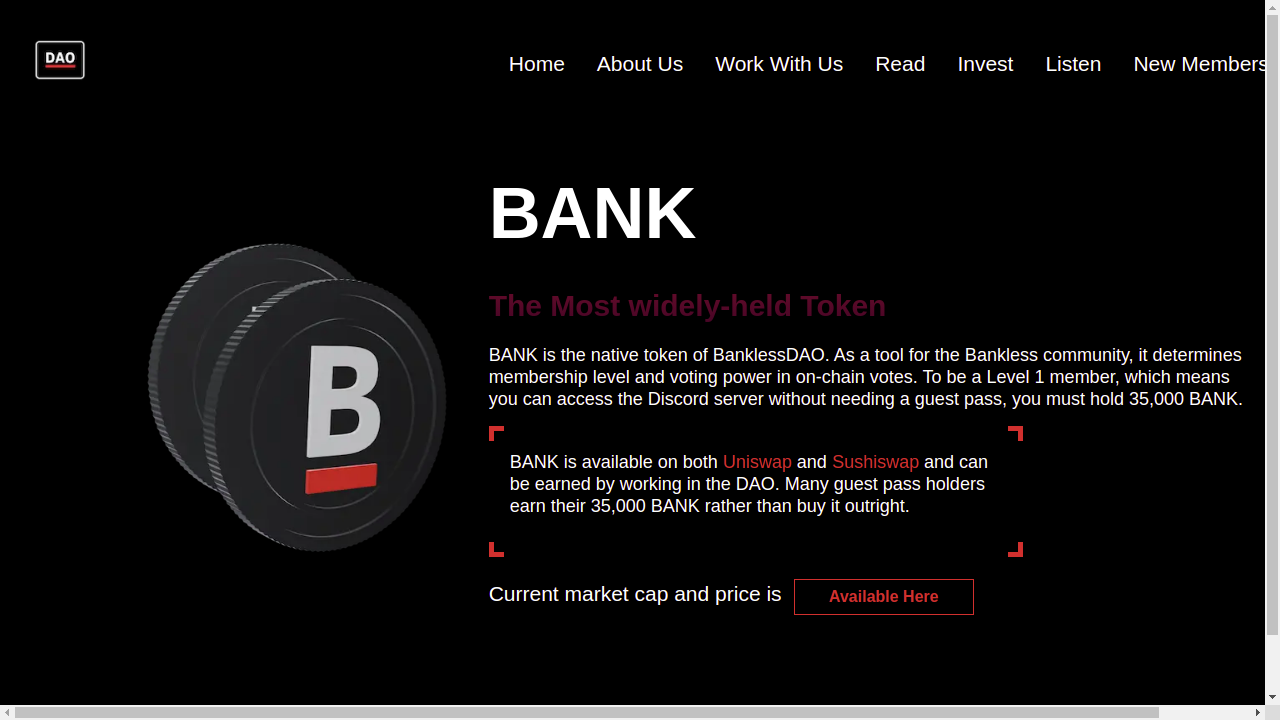 DAO
Home About Us Work With Us Read Invest Listen New Members
BANK
The Most widely-held Token
BANK is the native token of BanklessDAO. As a tool for the Bankless community, it determines
membership level and voting power in on-chain votes. To be a Level 1 member, which means
you can access the Discord server without needing a guest pass, you must hold 35,000 BANK.
B
BANK is available on both Uniswap and Sushiswap and can
be earned by working in the DAO. Many guest pass holders
earn their 35,000 BANK rather than buy it outright.
Current market cap and price is Available Here